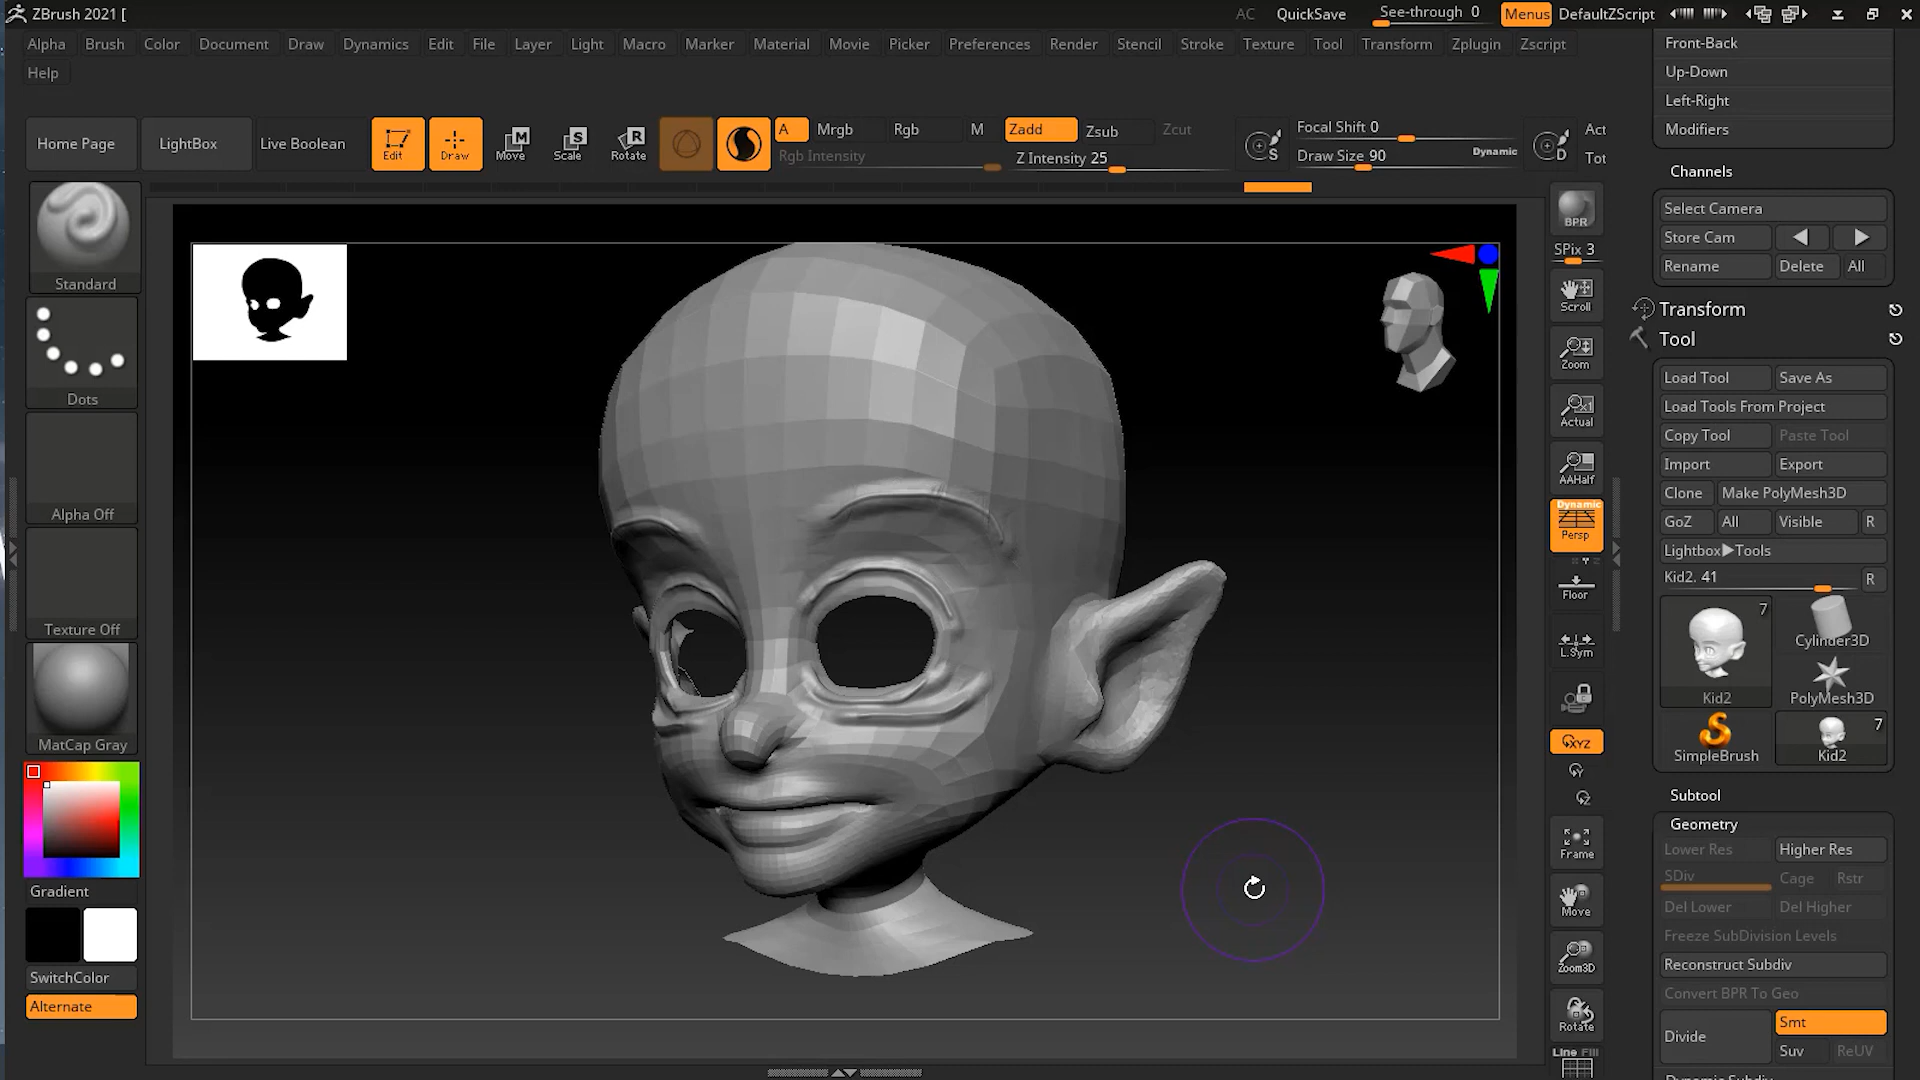 ZBrush 2021 [
AC QuickSave See-through 0 Menus DefaultZScript
Alpha Brush Color Document Draw Dynamics Edit File Layer Light Macro Marker Material Movie Picker Preferences Render Stencil Stroke Texture Tool Transform Zplugin Zscript
Help
Home Page LightBox Live Boolean
Edit Draw Move Scale Rotate
M S R
A Mrgb Rgb M
Rgb Intensity
Zadd Zsub Zcut
Z Intensity 25
S
Focal Shift 0
Draw Size 90 Dynamic
D
Act
Tot
Standard
Dots
Alpha Off
Texture Off
MatCap Gray
Gradient
SwitchColor
Alternate
BPR
SPix 3
Scroll
Zoom
Actual
AAHalf
Dynamic
Persp
Floor
L.Sym
XYZ
Y
Z
Frame
Move
Zoom3D
Rotate
Line Fill
Front-Back
Up-Down
Left-Right
Modifiers
Channels
Select Camera
Store Cam
Rename Delete All
Transform
Tool
Load Tool Save As
Load Tools From Project
Copy Tool Paste Tool
Import Export
Clone Make PolyMesh3D
GoZ All Visible R
Lightbox▶Tools
Kid2. 41 R
7
Kid2
Cylinder3D
PolyMesh3D
SimpleBrush
7
Kid2
Subtool
Geometry
Lower Res Higher Res
SDiv Cage Rstr
Del Lower Del Higher
Freeze SubDivision Levels
Reconstruct Subdiv
Convert BPR To Geo
Divide Smt
Suv ReUV
Dynamic Subdiv